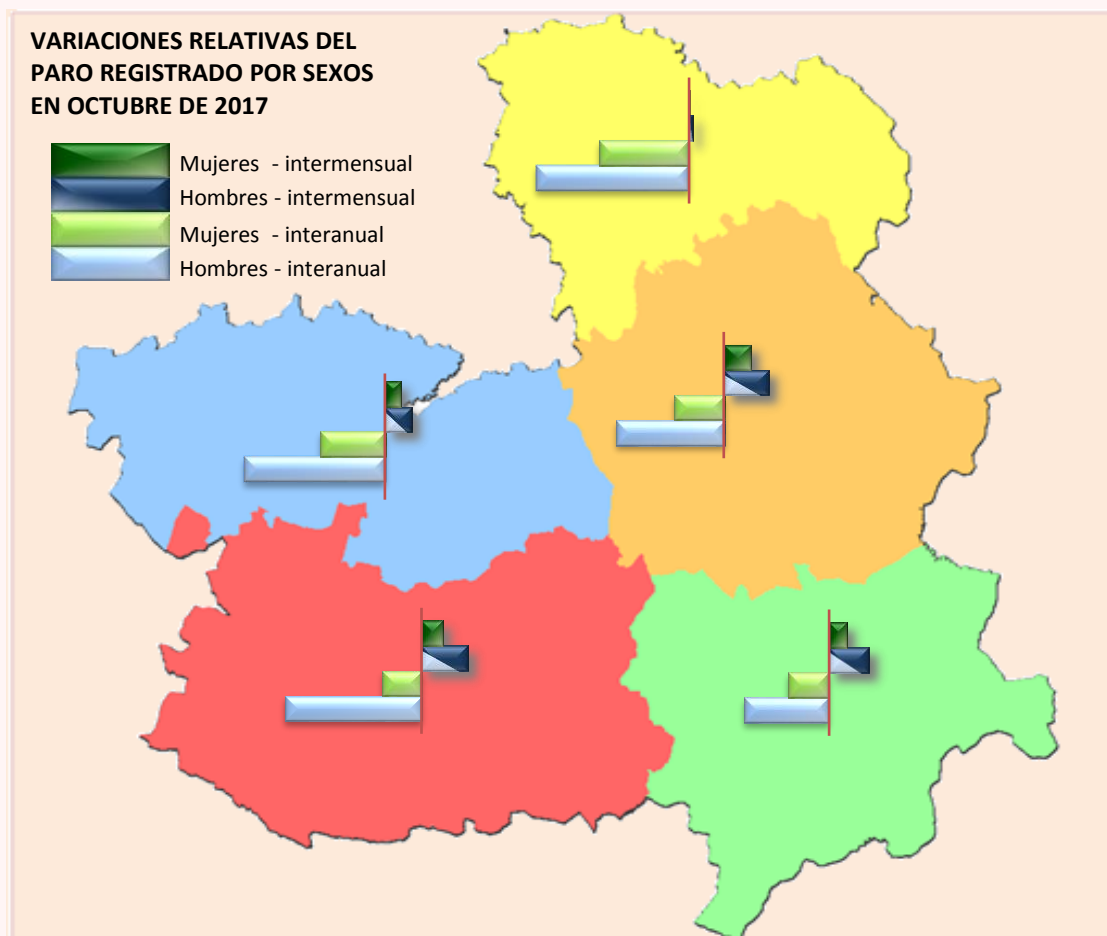 VARIACIONES RELATIVAS DEL
PARO REGISTRADO POR SEXOS
EN OCTUBRE DE 2017
Mujeres - intermensual
Hombres - intermensual
Mujeres - interanual
Hombres - interanual